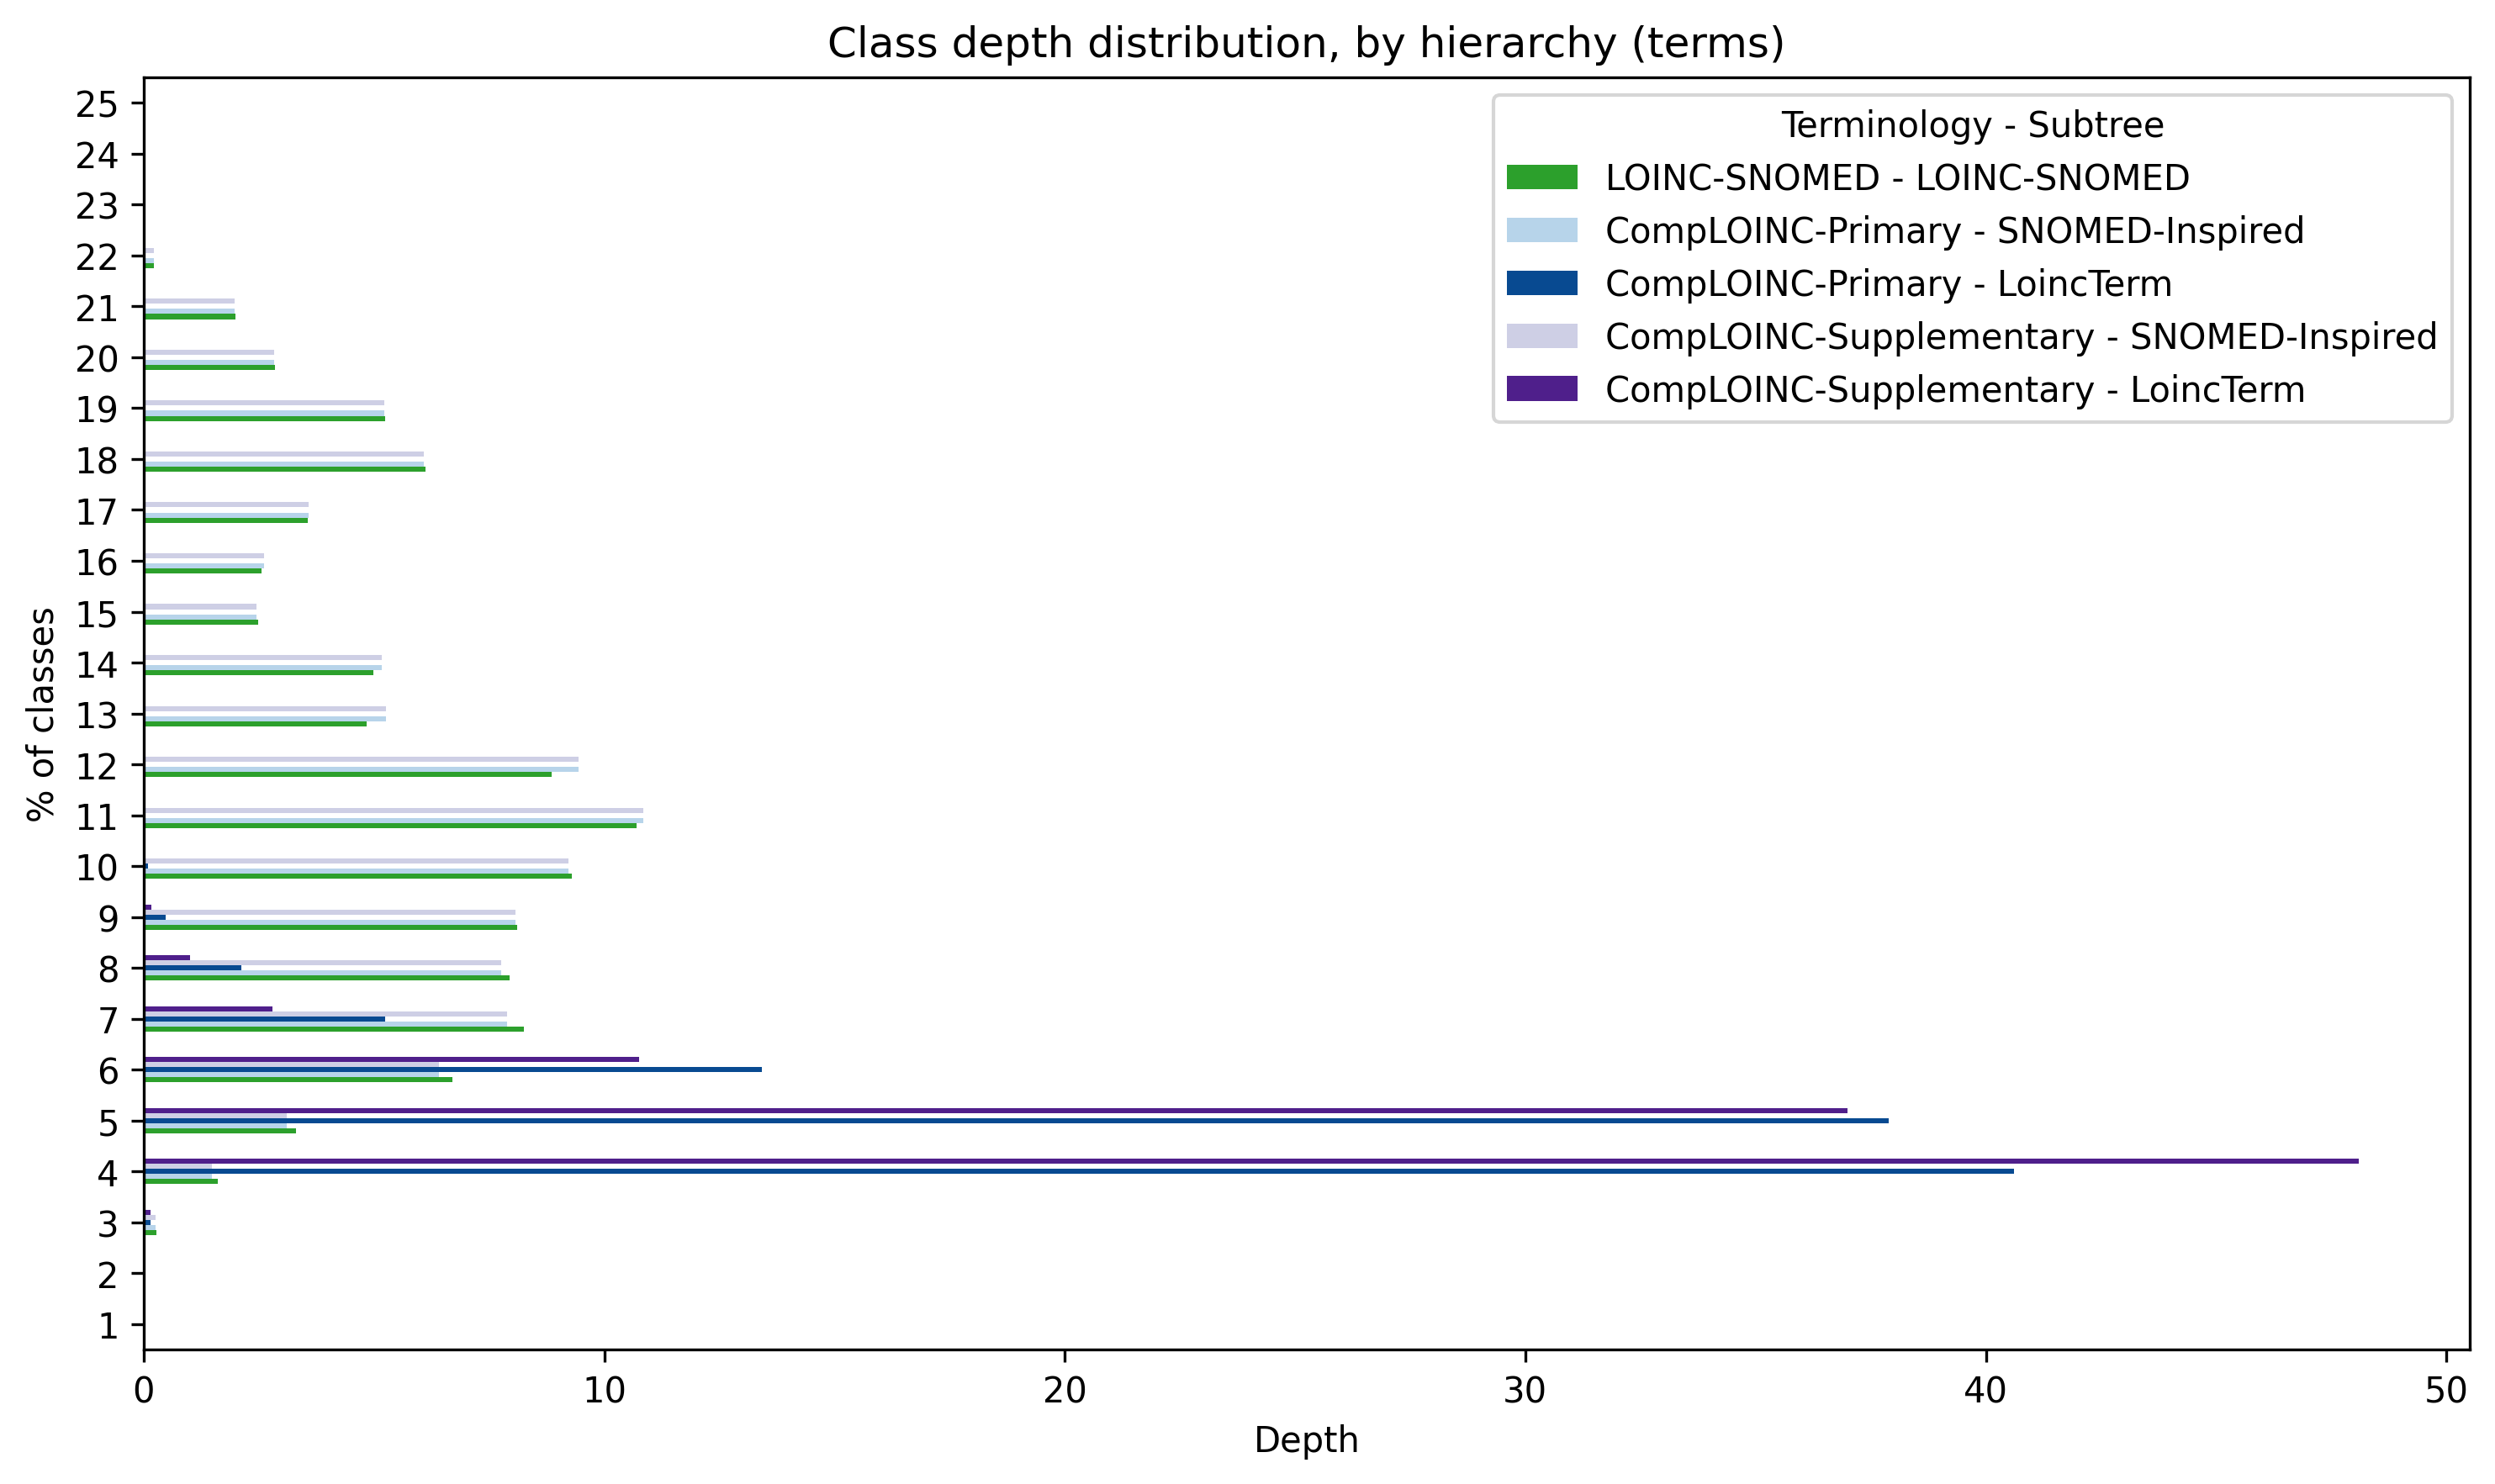 Class depth distribution, by hierarchy (terms)
Terminology - Subtree
LOINC-SNOMED - LOINC-SNOMED
CompLOINC-Primary - SNOMED-Inspired
CompLOINC-Primary - LoincTerm
CompLOINC-Supplementary - SNOMED-Inspired
CompLOINC-Supplementary - LoincTerm
% of classes
25
24
23
22
21
20
19
18
17
16
15
14
13
12
11
10
9
8
7
6
5
4
3
2
1
0 10 20 30 40 50
Depth